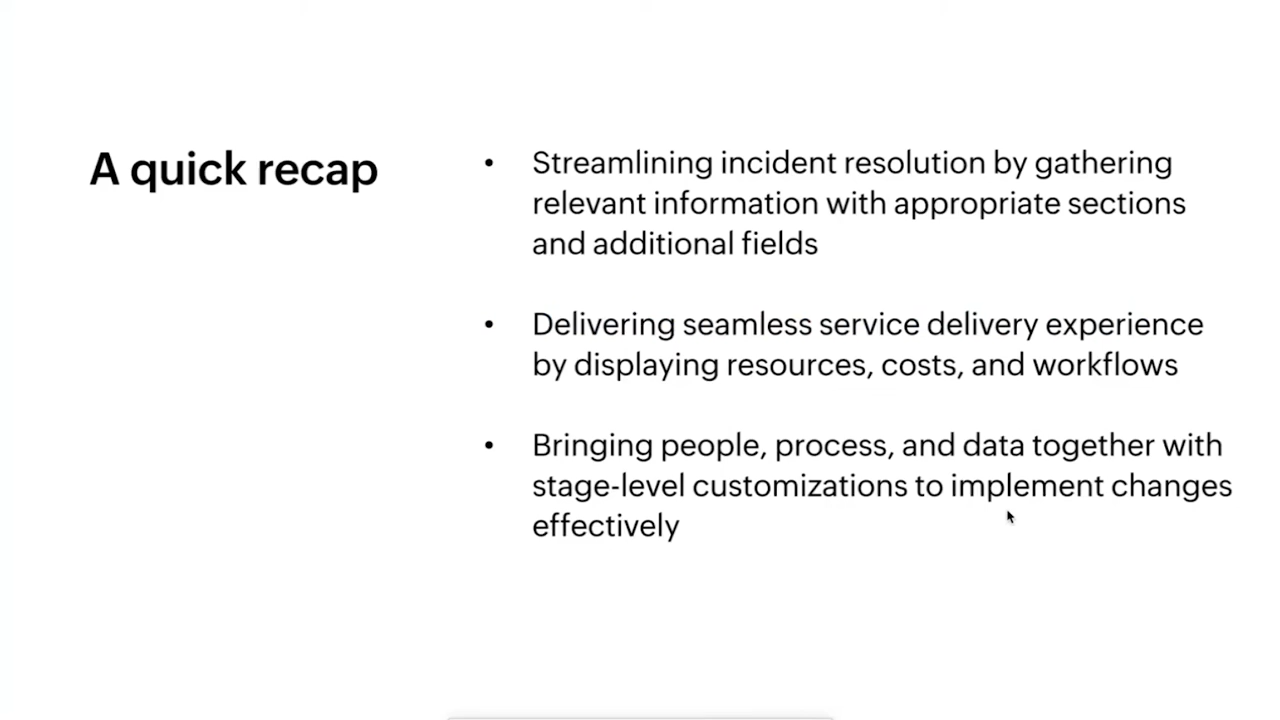 A quick recap
• Streamlining incident resolution by gathering
relevant information with appropriate sections
and additional fields
• Delivering seamless service delivery experience
by displaying resources, costs, and workflows
• Bringing people, process, and data together with
stage-level customizations to implement changes
effectively